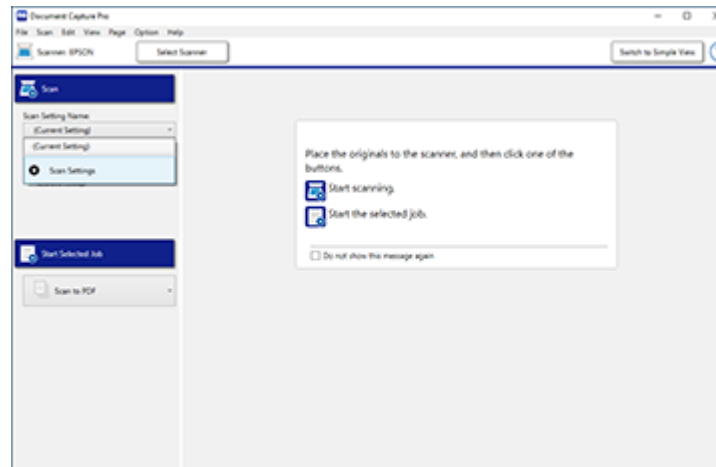 Document Capture Pro
File Scan Edit View Page Option Help
Scanner: EPSON
Select Scanner
Switch to Simple View
Scan
Scan Setting Name
(Current Setting)
(Current Setting)
Scan Settings
Place the originals to the scanner, and then click one of the
buttons.
Start scanning.
Start the selected job.
Do not show this message again
Start Selected Job
Scan to PDF